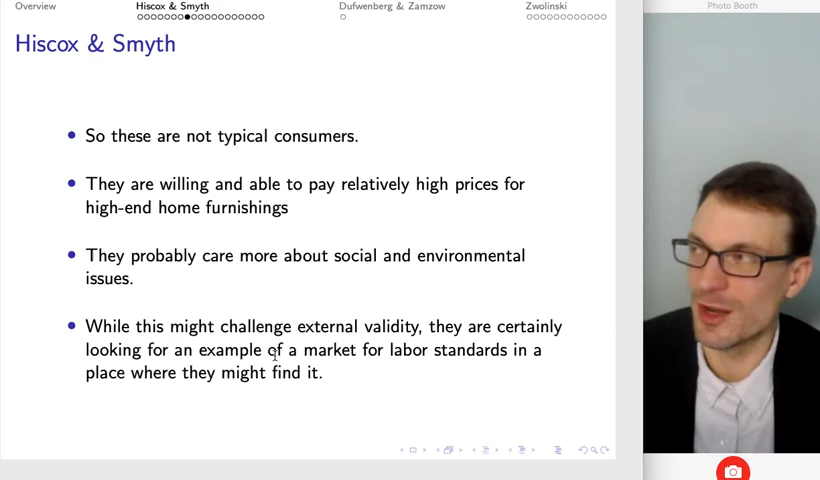 Overview
Hiscox & Smyth
Dufwenberg & Zamzow
Zwolinski
Photo Booth
Hiscox & Smyth
So these are not typical consumers.
They are willing and able to pay relatively high prices for
high-end home furnishings
They probably care more about social and environmental
issues.
While this might challenge external validity, they are certainly
looking for an example of a market for labor standards in a
place where they might find it.